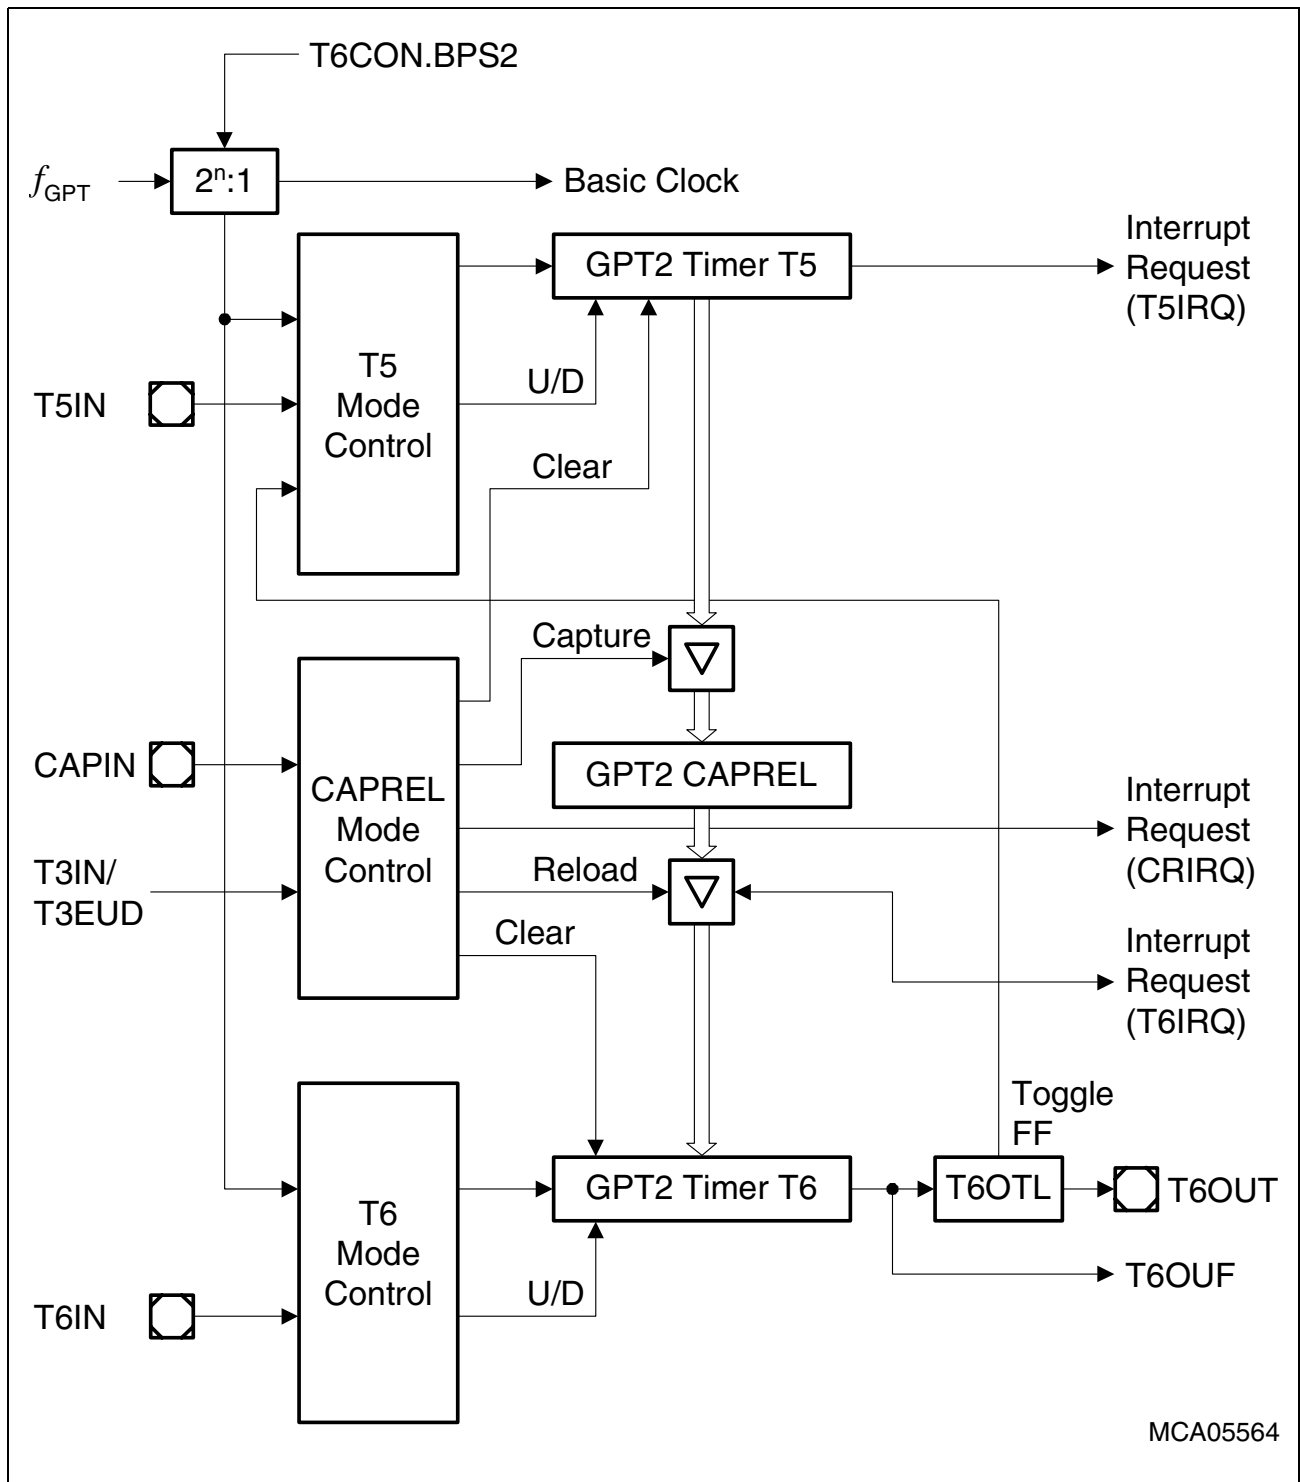 T6CON.BPS2
fGPT
2n:1
Basic Clock
GPT2 Timer T5
Interrupt
Request
(T5IRQ)
T5
Mode
Control
U/D
T5IN
Clear
Capture
CAPIN
GPT2 CAPREL
CAPREL
Mode
Control
Interrupt
Request
(CRIRQ)
T3IN/
T3EUD
Reload
Clear
Interrupt
Request
(T6IRQ)
Toggle
FF
GPT2 Timer T6
T6OTL
T6OUT
T6
Mode
Control
T6OUF
U/D
T6IN
MCA05564